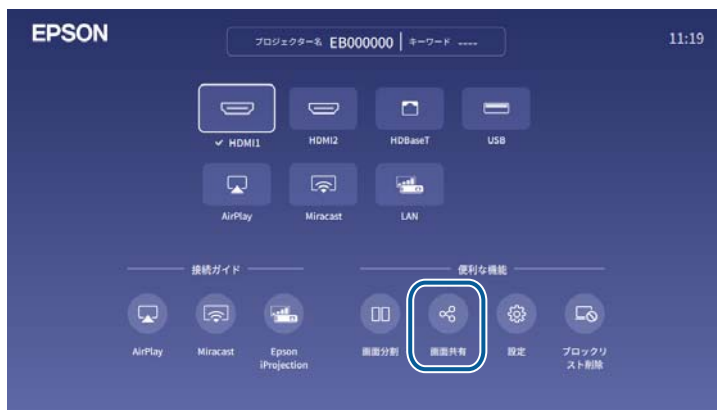 EPSON
プロジェクター名 EB000000 | キーワード ----
11:19
HDMI1
HDMI2
HDBaseT
USB
AirPlay
Miracast
LAN
接続ガイド
便利な機能
AirPlay
Miracast
Epson
iProjection
画面分割
画面共有
設定
ブロックリ
スト削除